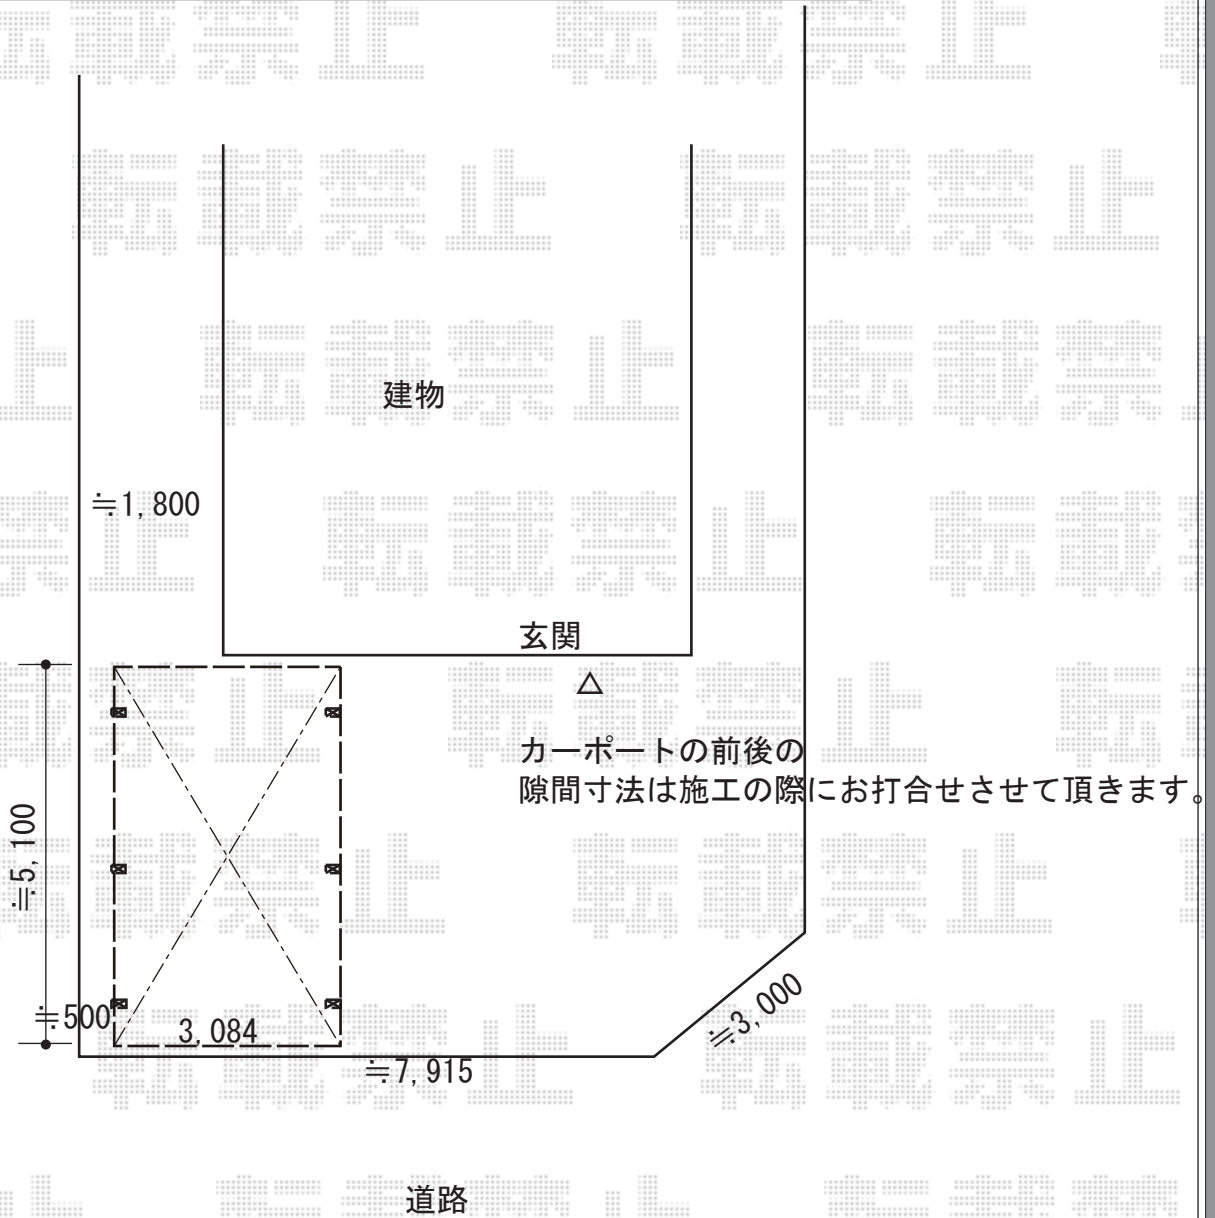 建物
≒1,800
玄関
△
カーポートの前後の
隙間寸法は施工の際にお打合せさせて頂きます。
≒5,100
≒500
3,084
≒3,000
≒7,915
道路
転載禁止